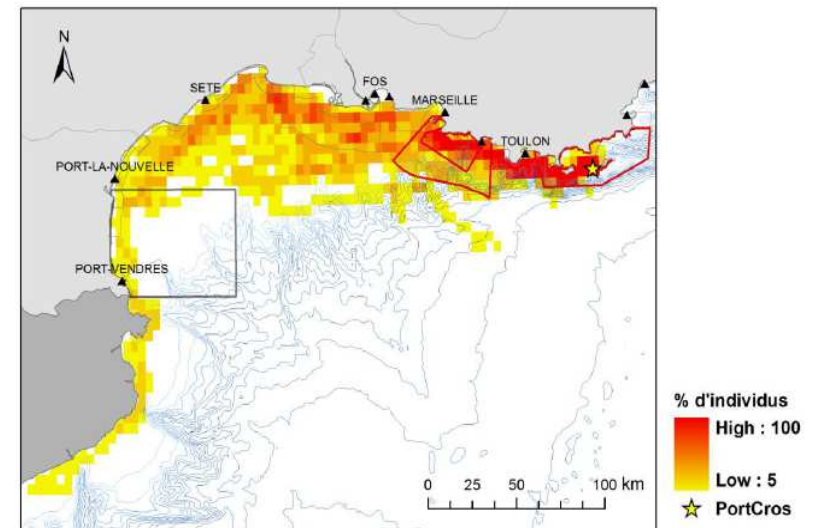 N
SETE
FOS
MARSEILLE
TOULON
PORT-LA-NOUVELLE
PORT-VENDRES
% d'individus
High : 100
Low : 5
0 25 50 100 km
PortCros